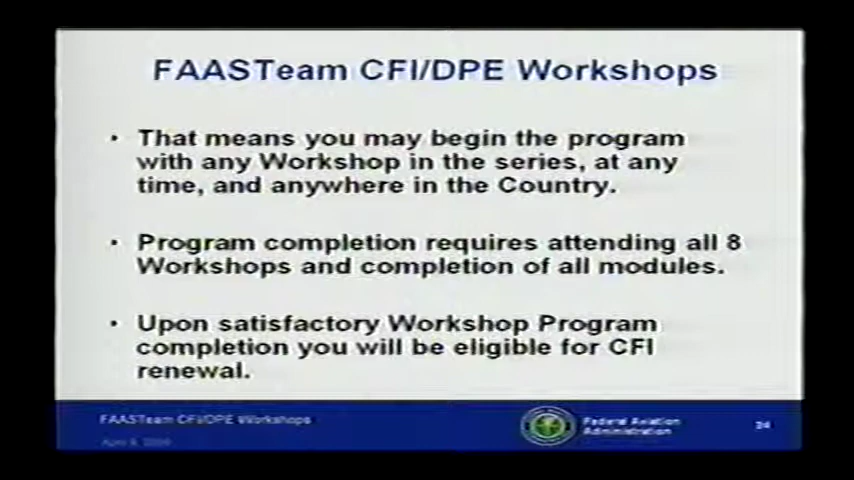 FAASTeam CFI/DPE Workshops
• That means you may begin the program
with any Workshop in the series, at any
time, and anywhere in the Country.
• Program completion requires attending all 8
Workshops and completion of all modules.
• Upon satisfactory Workshop Program
completion you will be eligible for CFI
renewal.
FAASTeam CFI/DPE Workshops
Federal Aviation
Administration